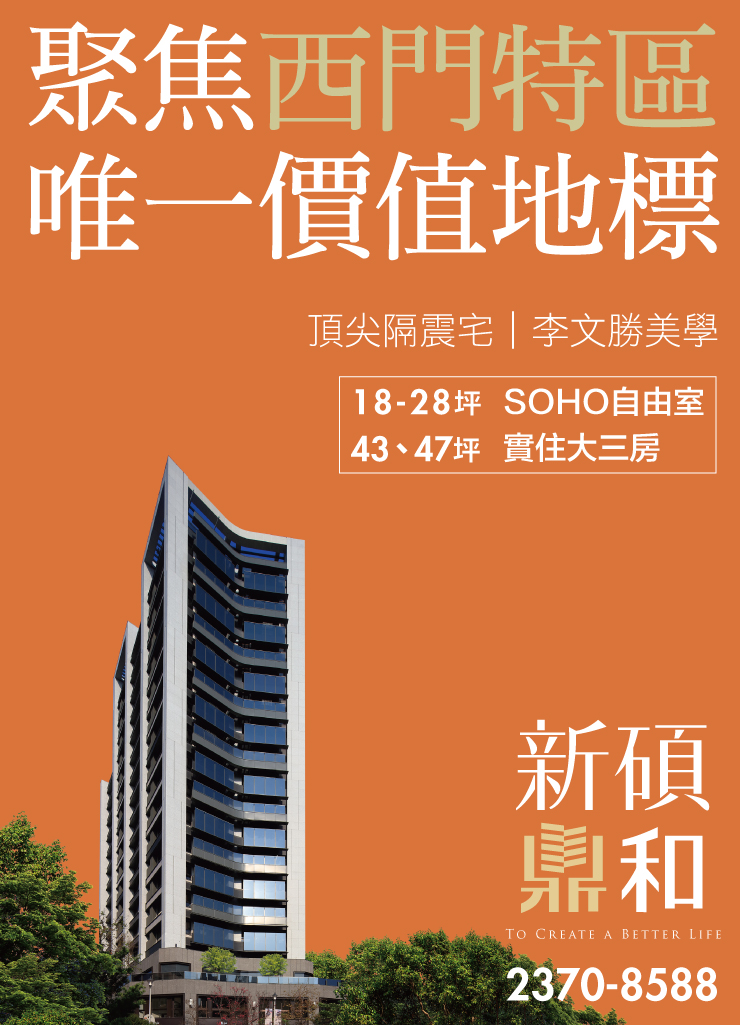 聚焦西門特區
唯一價值地標
頂尖隔震宅｜李文勝美學
18-28坪 SOHO自由室
43、47坪 實住大三房
新碩
鼎和
TO CREATE A BETTER LIFE
2370-8588